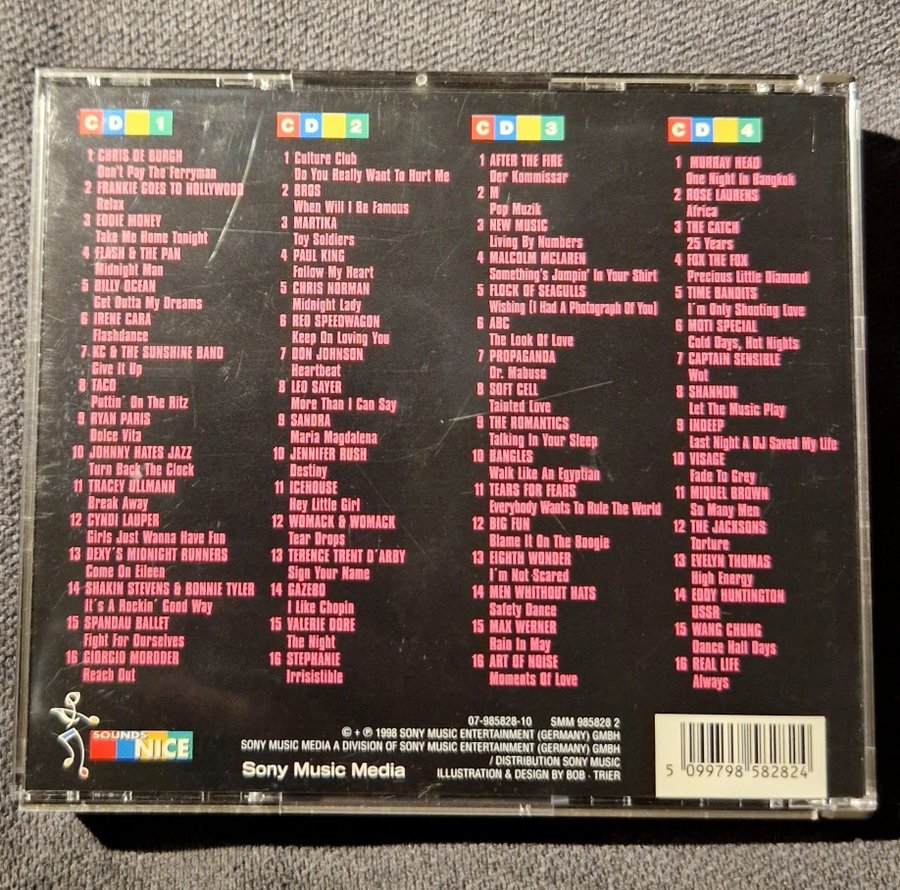 CD 1
1 CHRIS DE BURGH
Don't Pay The Ferryman
2 FRANKIE GOES TO HOLLYWOOD
Relax
3 EDDIE MONEY
Take Me Home Tonight
4 FLASH & THE PAN
Midnight Man
5 BILLY OCEAN
Get Outta My Dreams
6 IRENE CARA
Flashdance
7 KC & THE SUNSHINE BAND
Give It Up
8 TACO
Puttin' On The Ritz
9 RYAN PARIS
Dolce Vita
10 JOHNNY HATES JAZZ
Turn Back The Clock
11 TRACEY ULLMANN
Break Away
12 CYNDI LAUPER
Girls Just Wanna Have Fun
13 DEXY'S MIDNIGHT RUNNERS
Come On Eileen
14 SHAKIN STEVENS & BONNIE TYLER
It's A Rockin' Good Way
15 SPANDAU BALLET
Fight For Ourselves
16 GIORGIO MORODER
Reach Out
CD 2
1 Culture Club
Do You Really Want To Hurt Me
2 BROS
When Will I Be Famous
3 MARTIKA
Toy Soldiers
4 PAUL KING
Follow My Heart
5 CHRIS NORMAN
Midnight Lady
6 REO SPEEDWAGON
Keep On Loving You
7 DON JOHNSON
Heartbeat
8 LEO SAYER
More Than I Can Say
9 SANDRA
Maria Magdalena
10 JENNIFER RUSH
Destiny
11 ICEHOUSE
Hey Little Girl
12 WOMACK & WOMACK
Tear Drops
13 TERENCE TRENT D'ARBY
Sign Your Name
14 GAZEBO
I Like Chopin
15 VALERIE DORE
The Night
16 STEPHANIE
Irrisistible
CD 3
1 AFTER THE FIRE
Der Kommissar
2 M
Pop Muzik
3 NEW MUSIC
Living By Numbers
4 MALCOLM MCLAREN
Something's Jumpin' In Your Shirt
5 FLOCK OF SEAGULLS
Wishing (I Had A Photograph Of You)
6 ABC
The Look Of Love
7 PROPAGANDA
Dr. Mabuse
8 SOFT CELL
Tainted Love
9 THE ROMANTICS
Talking In Your Sleep
10 BANGLES
Walk Like An Egyptian
11 TEARS FOR FEARS
Everybody Wants To Rule The World
12 BIG FUN
Blame It On The Boogie
13 EIGHTH WONDER
I'm Not Scared
14 MEN WHITHOUT HATS
Safety Dance
15 MAX WERNER
Rain In May
16 ART OF NOISE
Moments Of Love
CD 4
1 MURRAY HEAD
One Night In Bangkok
2 ROSE LAURENS
Africa
3 THE CATCH
25 Years
4 FOX THE FOX
Precious Little Diamond
5 TIME BANDITS
I'm Only Shooting Love
6 MOTI SPECIAL
Cold Days, Hot Nights
7 CAPTAIN SENSIBLE
Wot
8 SHANNON
Let The Music Play
9 INDEEP
Last Night A DJ Saved My Life
10 VISAGE
Fade To Grey
11 MIQUEL BROWN
So Many Men
12 THE JACKSONS
Torture
13 EVELYN THOMAS
High Energy
14 EDDY HUNTINGTON
USSR
15 WANG CHUNG
Dance Hall Days
16 REAL LIFE
Always
SOUNDS
NICE
07-985828-10 SMM 985828 2
© + ℗ 1998 SONY MUSIC ENTERTAINMENT (GERMANY) GMBH
SONY MUSIC MEDIA A DIVISION OF SONY MUSIC ENTERTAINMENT (GERMANY) GMBH
/ DISTRIBUTION SONY MUSIC
Sony Music Media
ILLUSTRATION & DESIGN BY BOB · TRIER
5 099798 582824